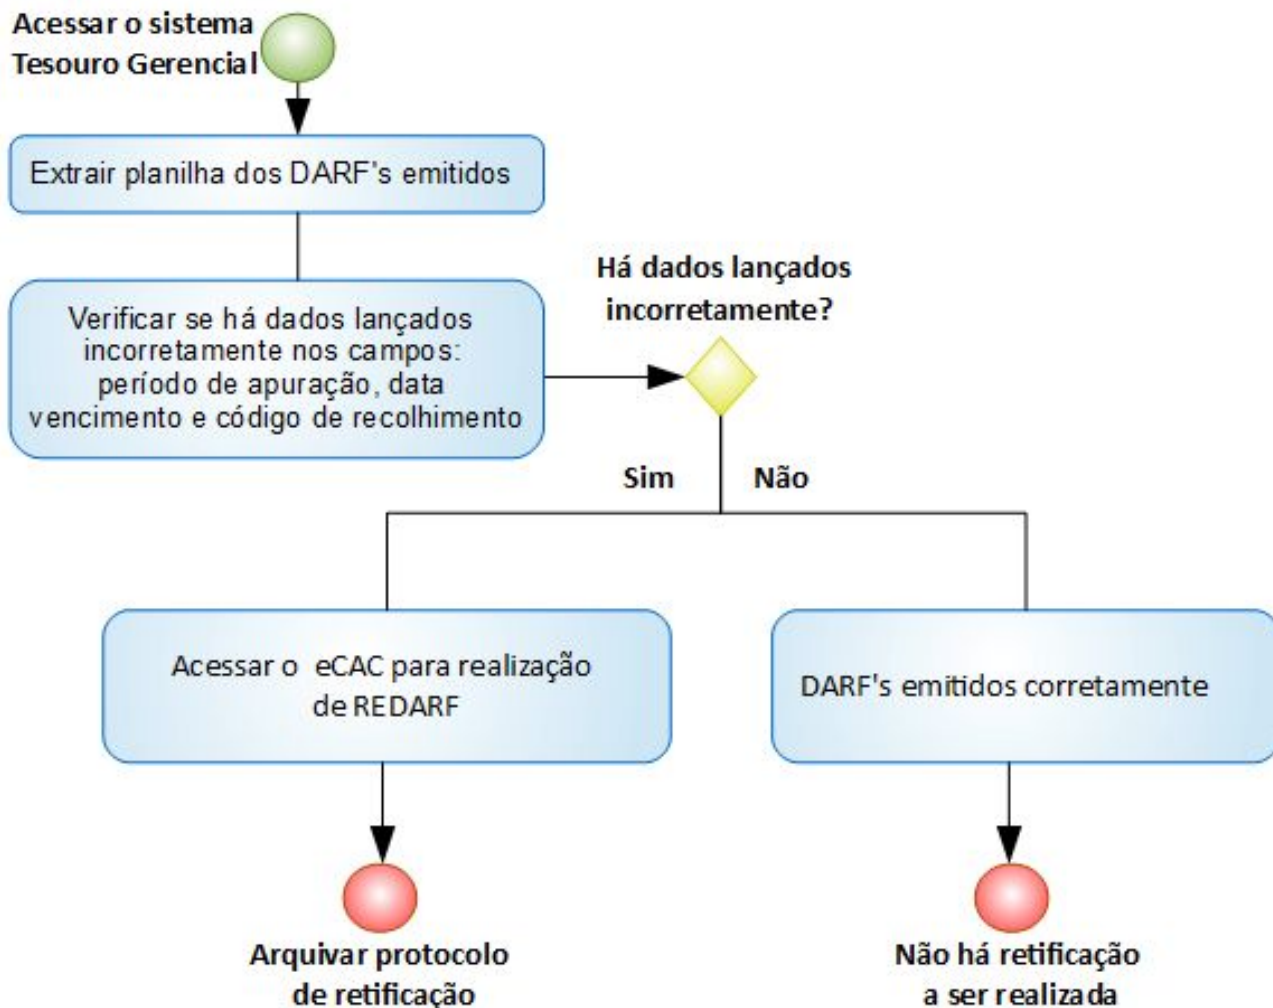 Acessar o sistema
Tesouro Gerencial
Extrair planilha dos DARF's emitidos
Há dados lançados
incorretamente?
Verificar se há dados lançados
incorretamente nos campos:
período de apuração, data
vencimento e código de recolhimento
Sim
Não
Acessar o eCAC para realização
de REDARF
DARF's emitidos corretamente
Arquivar protocolo
de retificação
Não há retificação
a ser realizada